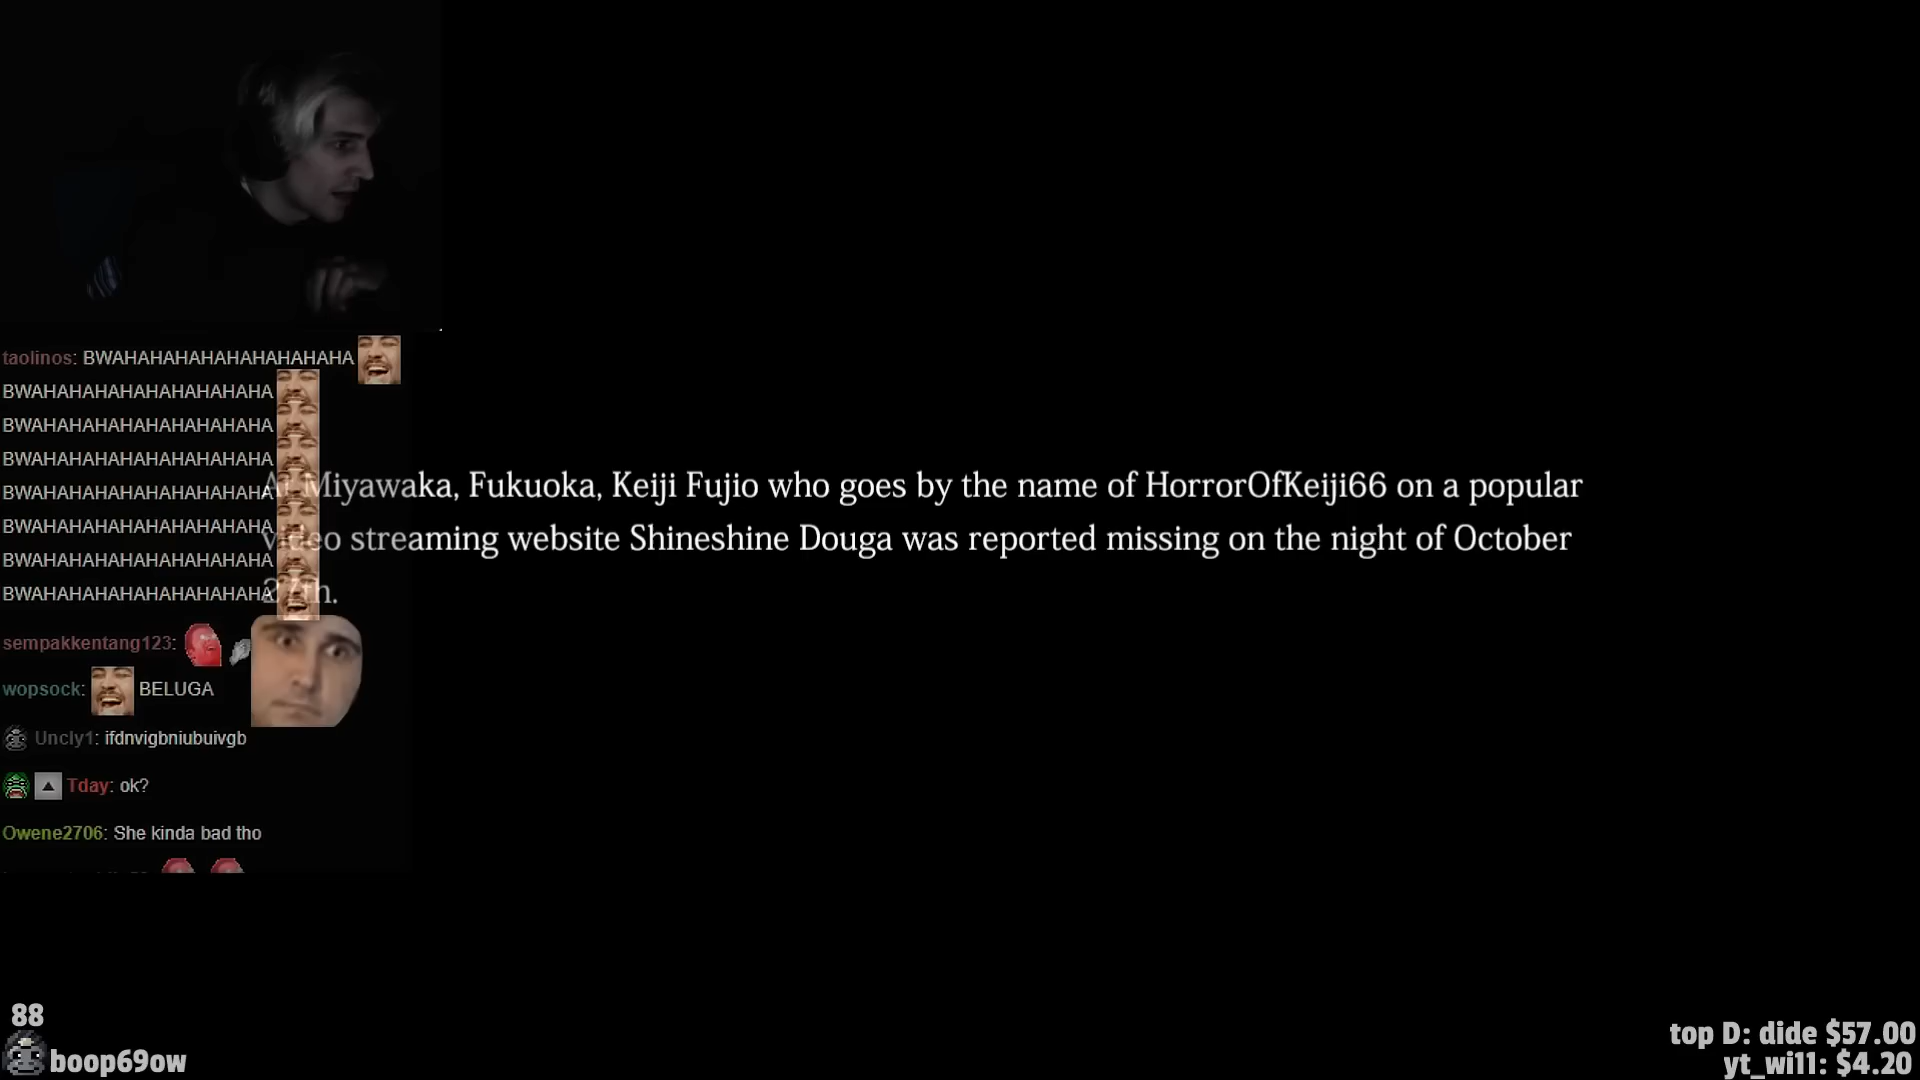 taolinos: BWAHAHAHAHAHAHAHAHAHA
BWAHAHAHAHAHAHAHAHAHA
BWAHAHAHAHAHAHAHAHAHA
BWAHAHAHAHAHAHAHAHAHA
BWAHAHAHAHAHAHAHAHAHA
BWAHAHAHAHAHAHAHAHAHA
BWAHAHAHAHAHAHAHAHAHA
BWAHAHAHAHAHAHAHAHAHA
Miyawaka, Fukuoka, Keiji Fujio who goes by the name of HorrorOfKeiji66 on a popular
video streaming website Shineshine Douga was reported missing on the night of October
sempakkentang123:
wopsock: BELUGA
Uncly1: ifdnvigbniubuivgb
Tday: ok?
Owene2706: She kinda bad tho
88
boop69ow
top D: dide $57.00
yt_wi11: $4.20